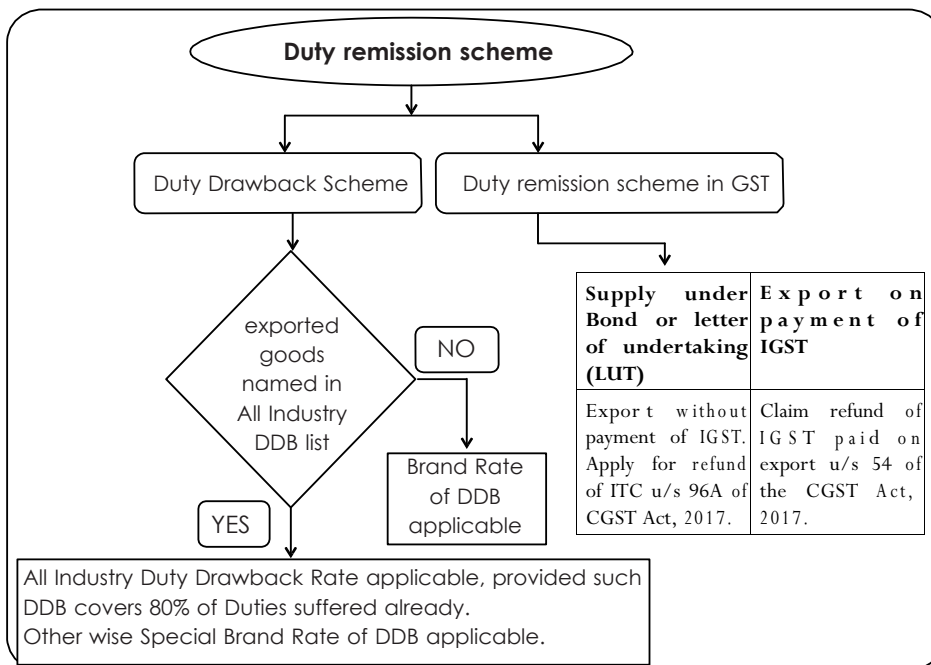 Duty remission scheme
Duty Drawback Scheme
Duty remission scheme in GST
exported
goods
named in
All Industry
DDB list
NO
YES
Brand Rate
of DDB
applicable
Supply under
Bond or letter
of undertaking
(LUT)
Export on
payment of
IGST
Export without
payment of IGST.
Apply for refund
of ITC u/s 96A of
CGST Act, 2017.
Claim refund of
IGST paid on
export u/s 54 of
the CGST Act,
2017.
All Industry Duty Drawback Rate applicable, provided such
DDB covers 80% of Duties suffered already.
Other wise Special Brand Rate of DDB applicable.